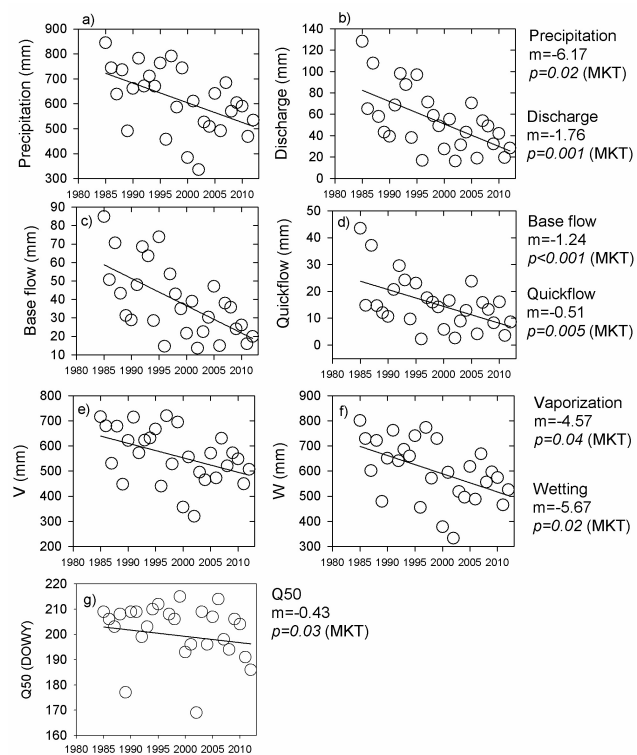 a)
Precipitation (mm)
900
800
700
600
500
400
300
1980 1985 1990 1995 2000 2005 2010
b)
Discharge (mm)
140
120
100
80
60
40
20
0
1980 1985 1990 1995 2000 2005 2010
Precipitation
m=-6.17
p=0.02 (MKT)
Discharge
m=-1.76
p=0.001 (MKT)
c)
Base flow (mm)
90
80
70
60
50
40
30
20
10
1980 1985 1990 1995 2000 2005 2010
d)
Quickflow (mm)
50
40
30
20
10
0
1980 1985 1990 1995 2000 2005 2010
Base flow
m=-1.24
p<0.001 (MKT)
Quickflow
m=-0.51
p=0.005 (MKT)
e)
V (mm)
800
700
600
500
400
300
200
1980 1985 1990 1995 2000 2005 2010
f)
W (mm)
900
800
700
600
500
400
300
1980 1985 1990 1995 2000 2005 2010
Vaporization
m=-4.57
p=0.04 (MKT)
Wetting
m=-5.67
p=0.02 (MKT)
g)
Q50 (DOWY)
220
210
200
190
180
170
160
1980 1985 1990 1995 2000 2005 2010
Q50
m=-0.43
p=0.03 (MKT)